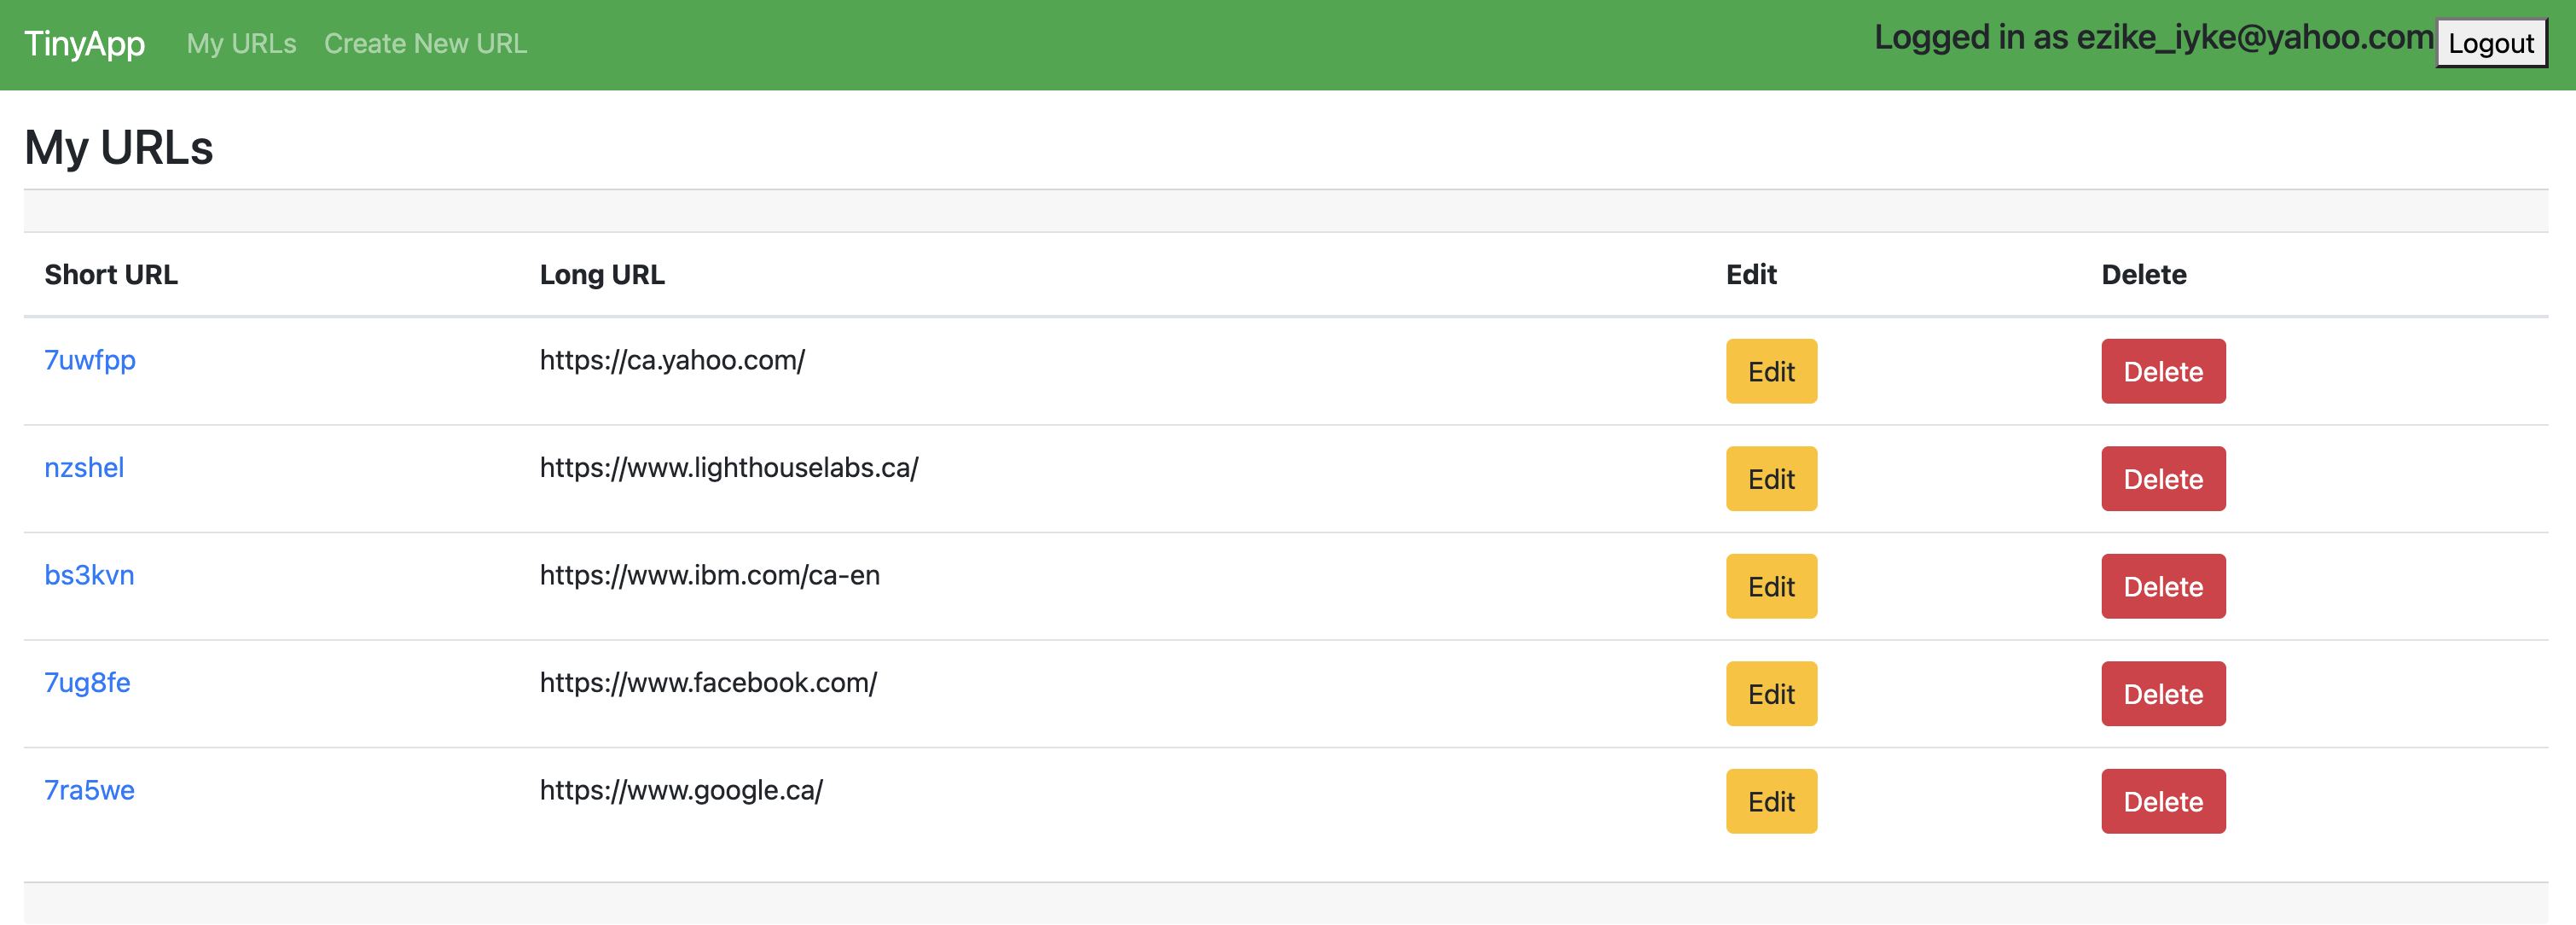 TinyApp My URLs Create New URL Logged in as ezike_iyke@yahoo.com Logout
My URLs
Short URL Long URL Edit Delete
7uwfpp https://ca.yahoo.com/ Edit Delete
nzshel https://www.lighthouselabs.ca/ Edit Delete
bs3kvn https://www.ibm.com/ca-en Edit Delete
7ug8fe https://www.facebook.com/ Edit Delete
7ra5we https://www.google.ca/ Edit Delete